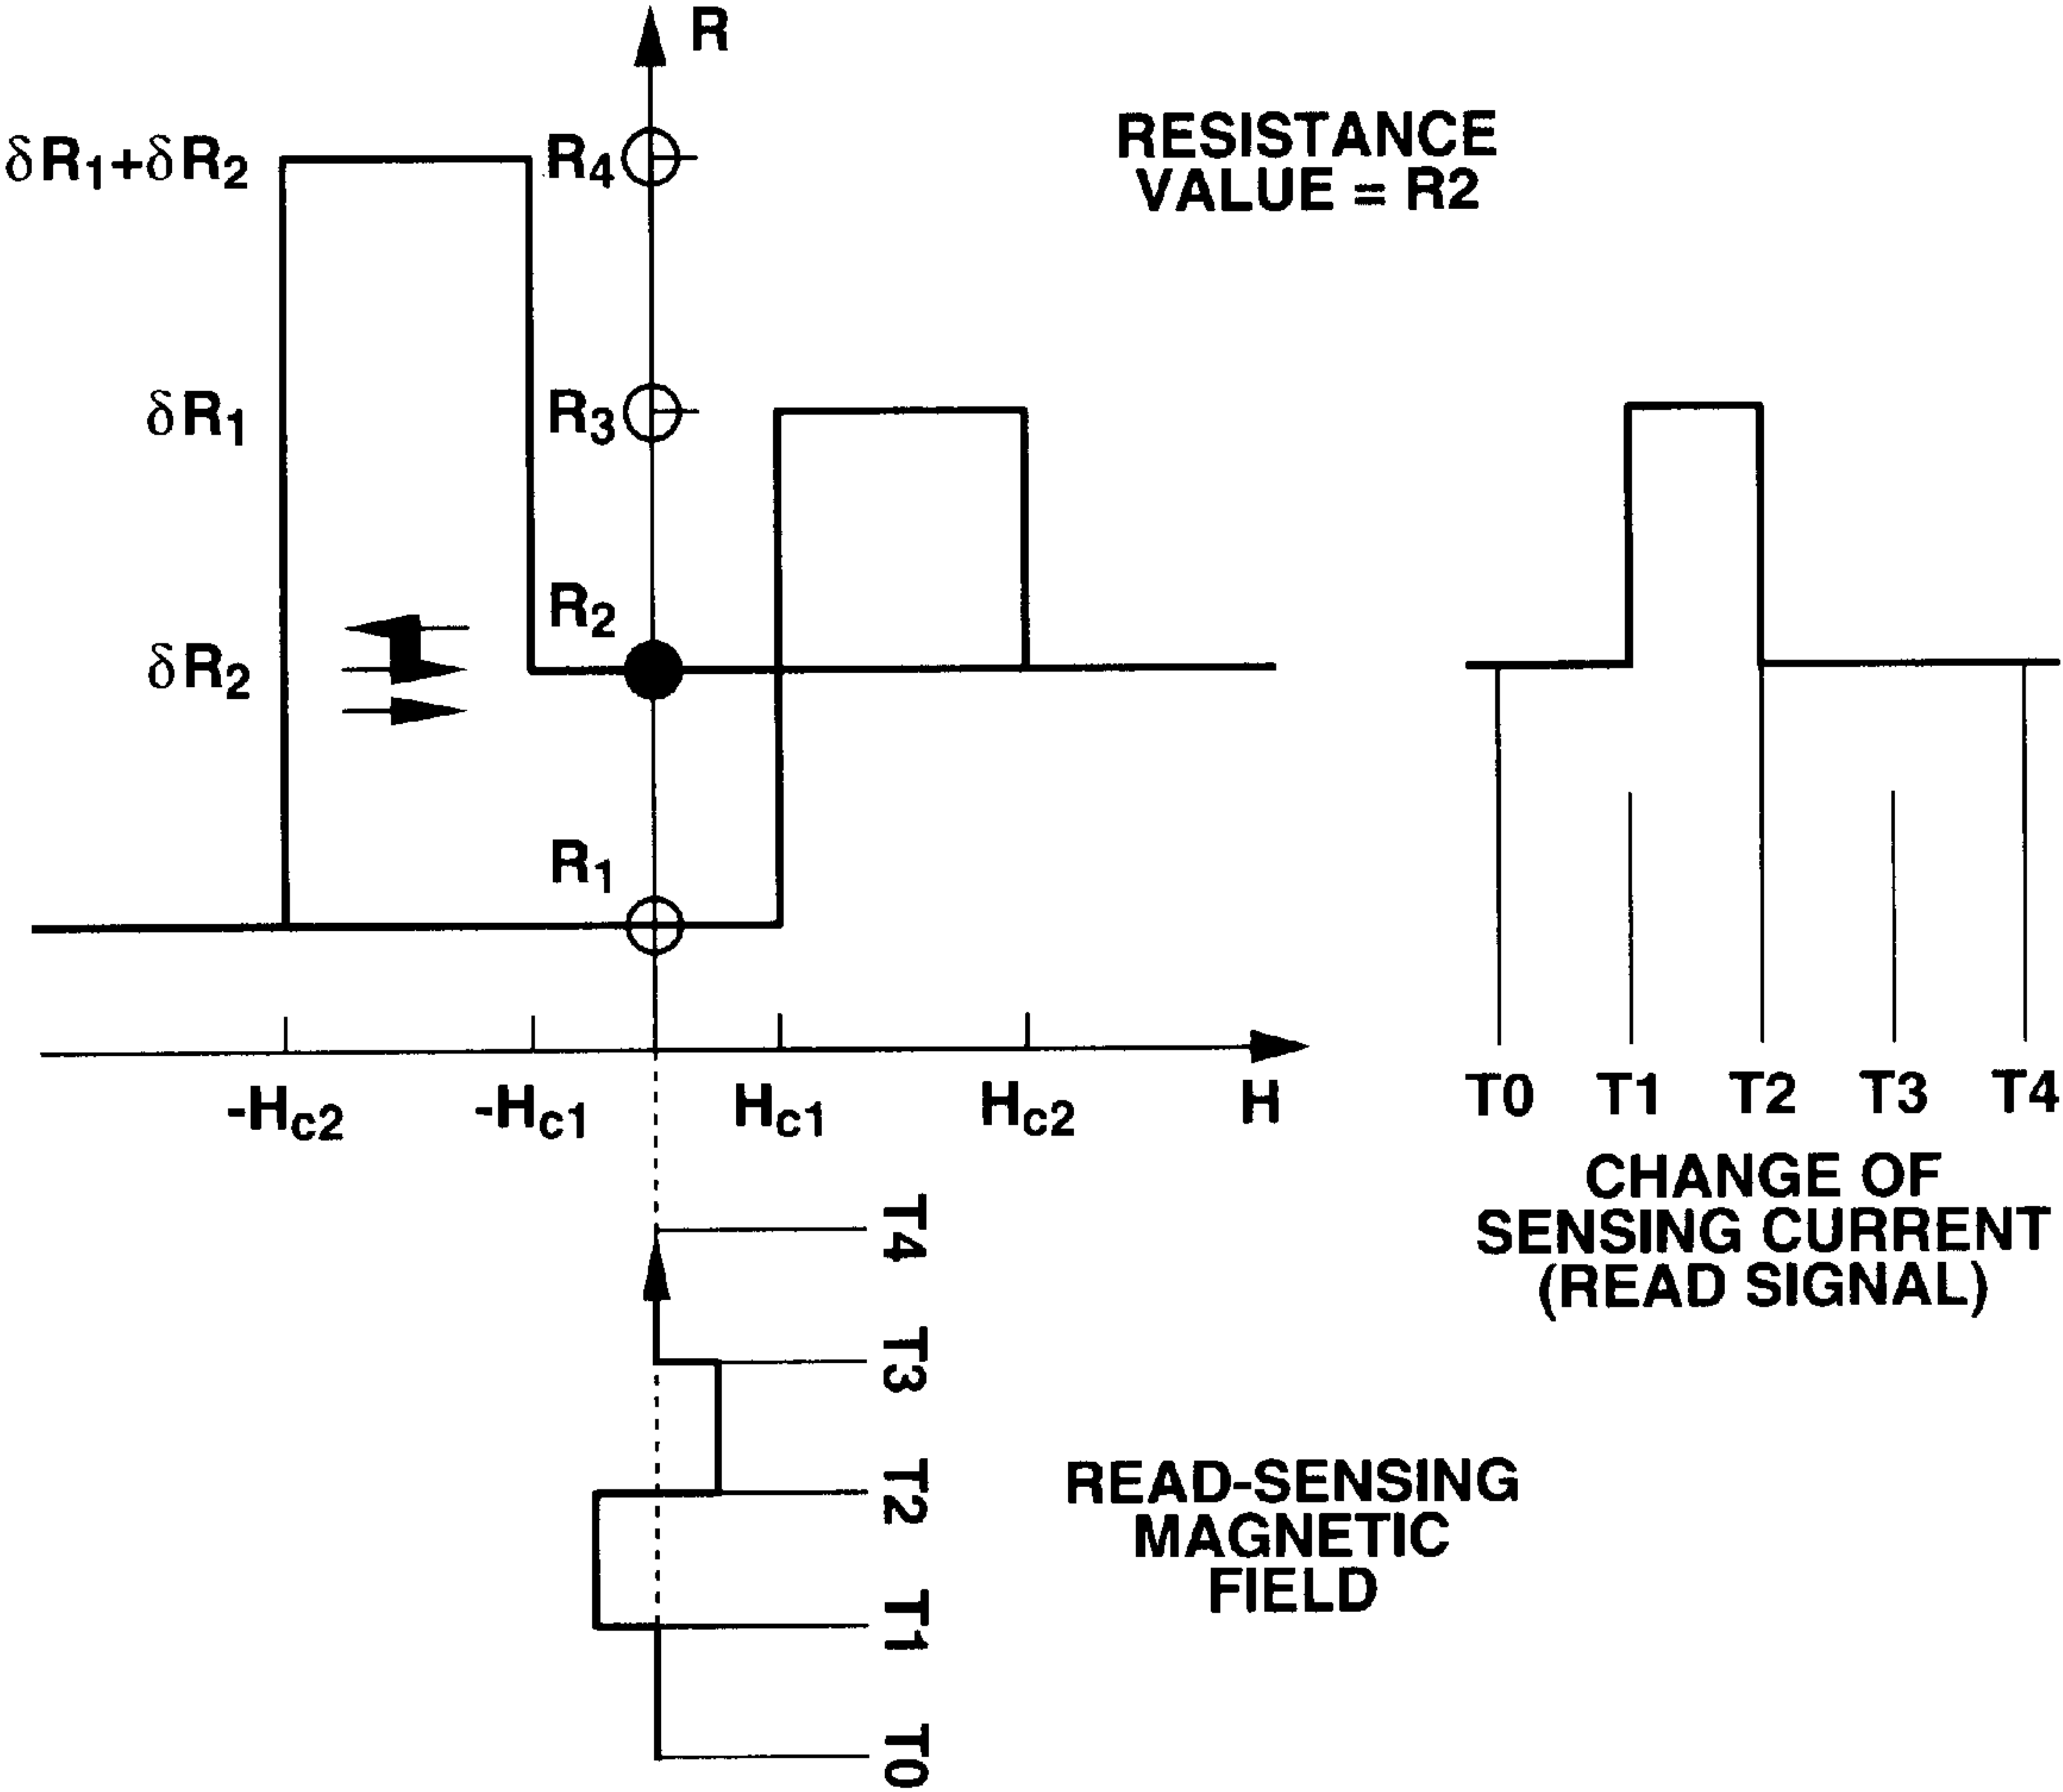 R
RESISTANCE
VALUE = R2
δR1+δR2
R4
δR1
R3
R2
δR2
R1
-Hc2
-Hc1
Hc1
Hc2
H
T0
T1
T2
T3
T4
CHANGE OF
SENSING CURRENT
(READ SIGNAL)
T4
T3
T2
T1
T0
READ-SENSING
MAGNETIC
FIELD